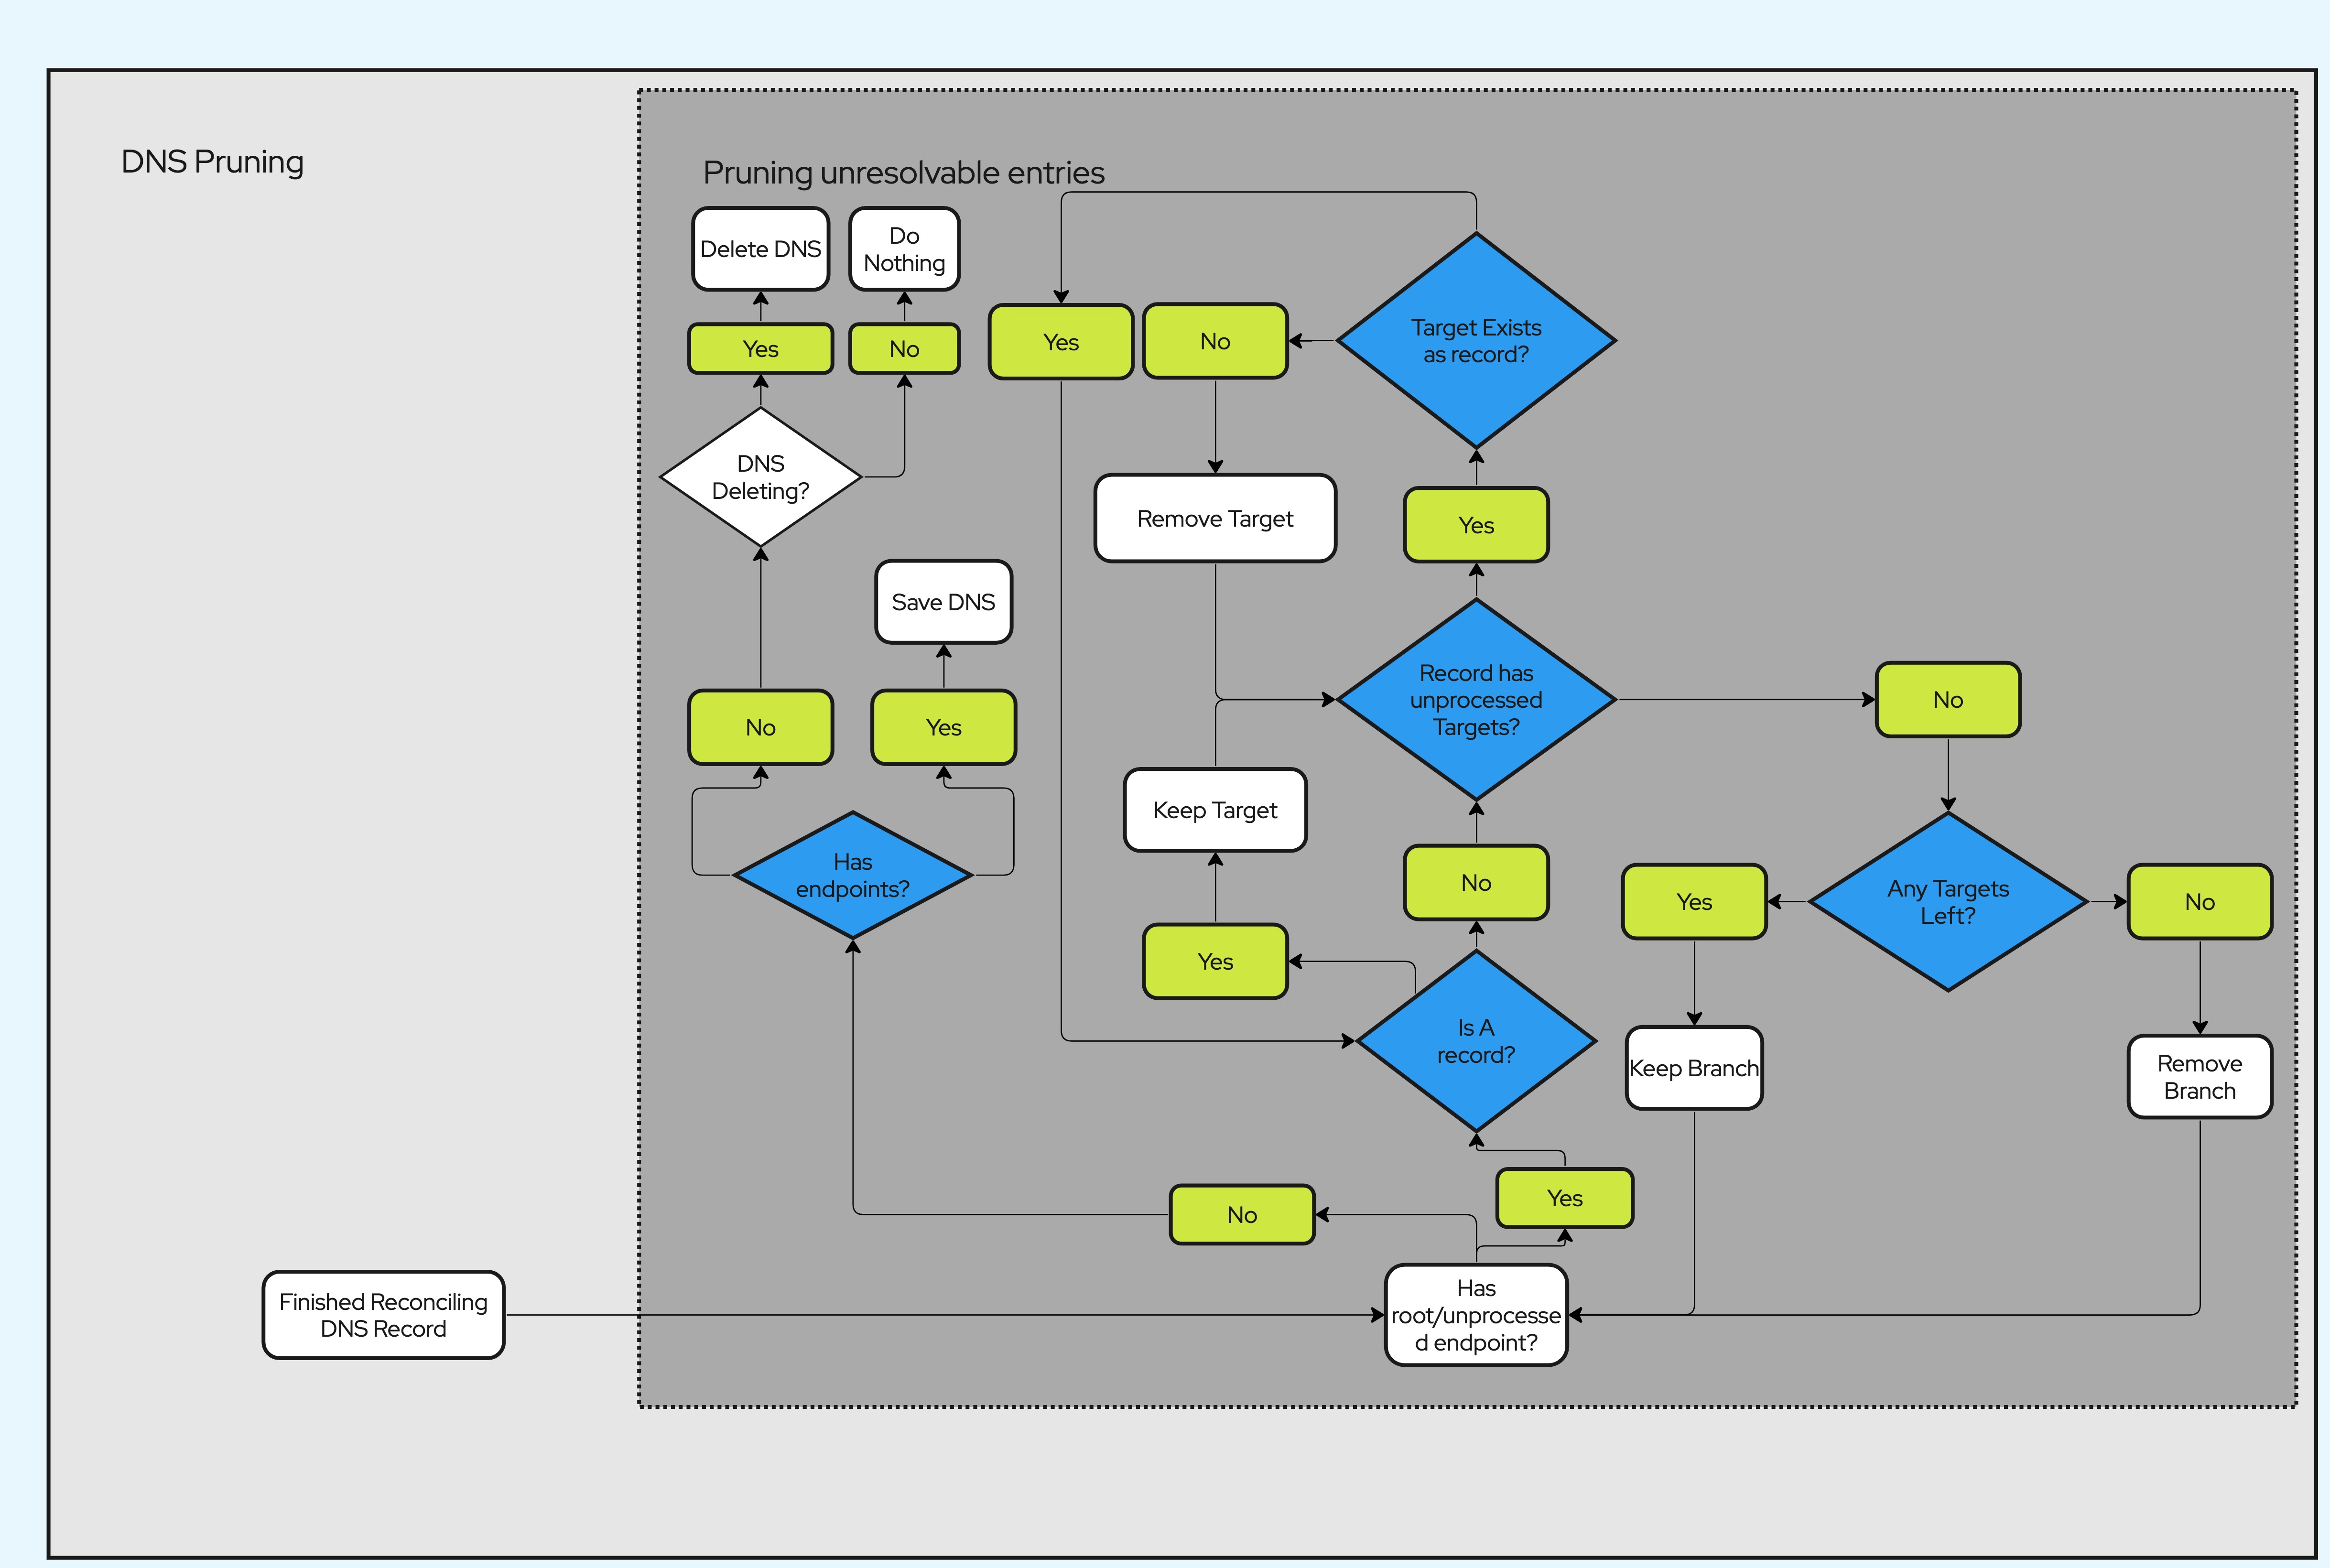 DNS Pruning
Pruning unresolvable entries
Delete DNS
Do
Nothing
Yes
No
Yes
No
Target Exists
as record?
DNS
Deleting?
Remove Target
Yes
Save DNS
No
Yes
Record has
unprocessed
Targets?
No
Keep Target
Has
endpoints?
No
Yes
Any Targets
Left?
No
Yes
Is A
record?
Keep Branch
Remove
Branch
No
Yes
Finished Reconciling
DNS Record
Has
root/unprocesse
d endpoint?